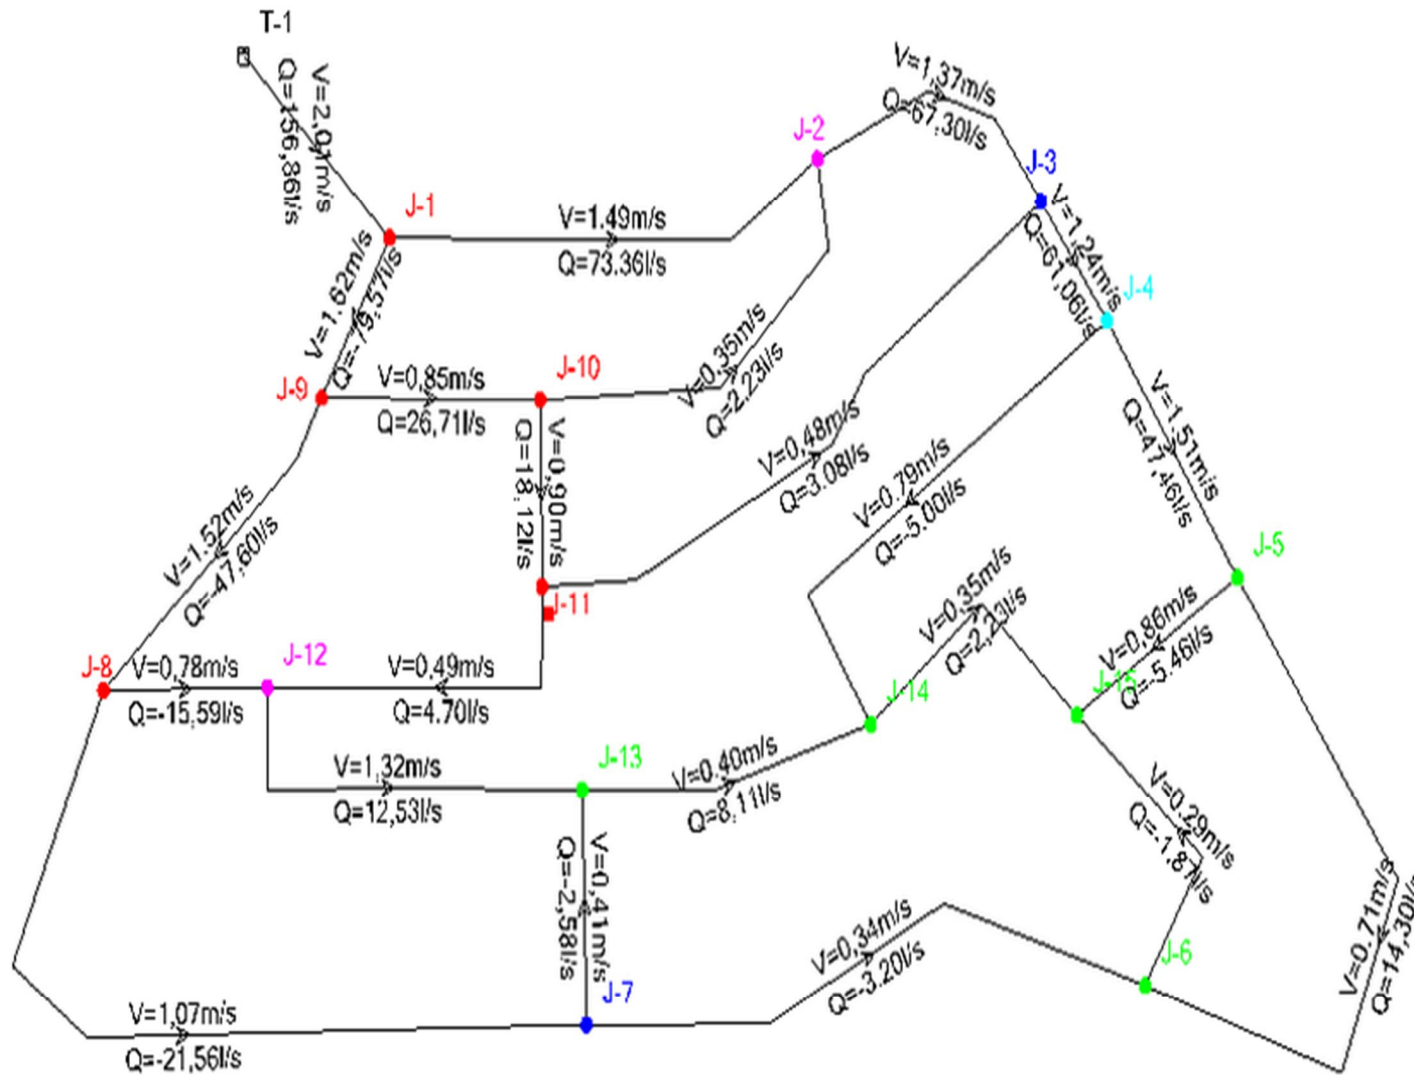 T-1
V=2,01m/s
Q=156,86l/s
V=1,37m/s
Q=67,30l/s
J-2
J-3
J-1
V=1.49m/s
Q=73.36l/s
V=1,24m/s
Q=61,06l/s
J-4
V=1.62m/s
Q=-79,57l/s
J-9
V=0,85m/s
Q=26,71l/s
J-10
V=0,35m/s
Q=2,23l/s
V=0,90m/s
Q=18,12l/s
V=0,48m/s
Q=3.08l/s
V=0.79m/s
Q=-5.00l/s
V=1.51m/s
Q=47,46l/s
J-5
V=1.52m/s
Q=-47,60l/s
J-11
V=0,35m/s
Q=2,23l/s
V=0,86m/s
Q=-5.46l/s
J-8
V=0,78m/s
Q=-15,59l/s
J-12
V=0.49m/s
Q=4.70l/s
J-14
J-15
V=1,32m/s
Q=12,53l/s
J-13
V=0.40m/s
Q=8,11l/s
V=0.29m/s
Q=-1.87l/s
V=0,41m/s
Q=-2,58l/s
V=0,34m/s
Q=-3.20l/s
J-6
V=0.71m/s
Q=14,30l/s
J-7
V=1,07m/s
Q=-21,56l/s